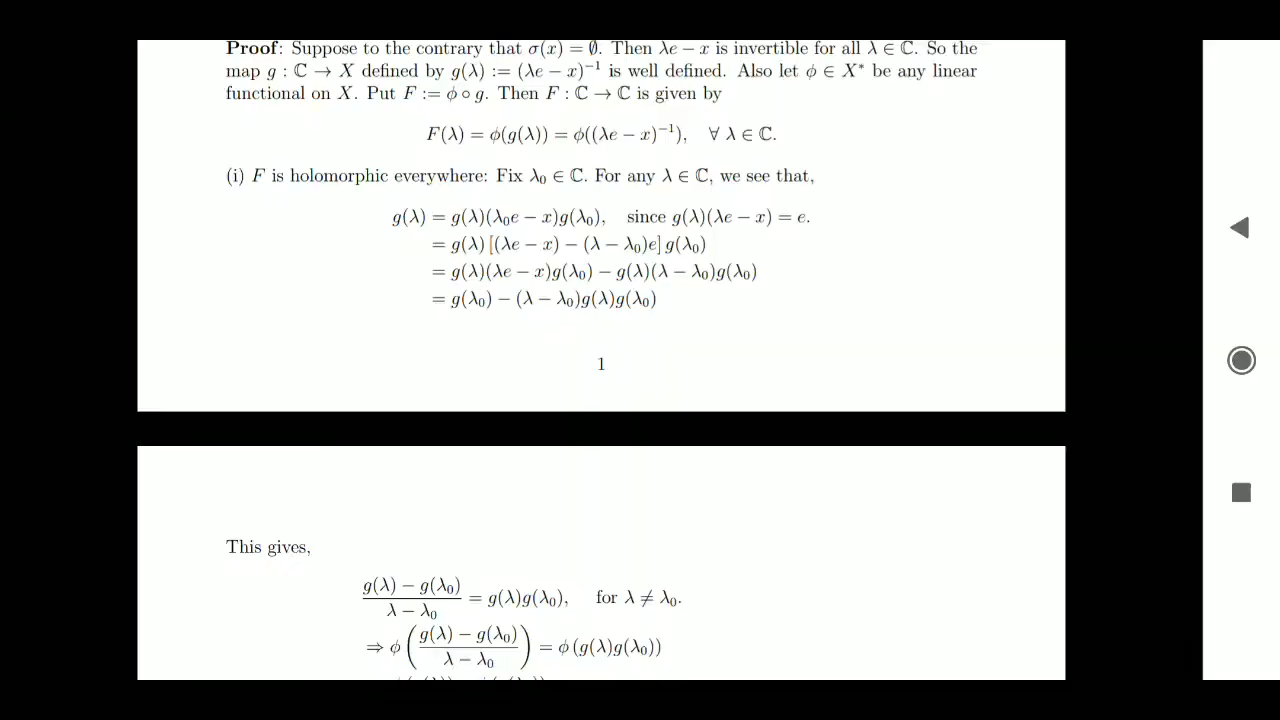 Proof: Suppose to the contrary that σ(x) = ∅. Then λe − x is invertible for all λ ∈ ℂ. So the
map g : ℂ → X defined by g(λ) := (λe − x)⁻¹ is well defined. Also let ϕ ∈ X* be any linear
functional on X. Put F := ϕ ∘ g. Then F : ℂ → ℂ is given by
F(λ) = ϕ(g(λ)) = ϕ((λe − x)⁻¹), ∀ λ ∈ ℂ.
(i) F is holomorphic everywhere: Fix λ₀ ∈ ℂ. For any λ ∈ ℂ, we see that,
g(λ) = g(λ)(λ₀e − x)g(λ₀), since g(λ)(λe − x) = e.
= g(λ) [(λe − x) − (λ − λ₀)e] g(λ₀)
= g(λ)(λe − x)g(λ₀) − g(λ)(λ − λ₀)g(λ₀)
= g(λ₀) − (λ − λ₀)g(λ)g(λ₀)
1
This gives,
(g(λ) − g(λ₀))/(λ − λ₀) = g(λ)g(λ₀), for λ ≠ λ₀.
⇒ ϕ ((g(λ) − g(λ₀))/(λ − λ₀)) = ϕ (g(λ)g(λ₀))